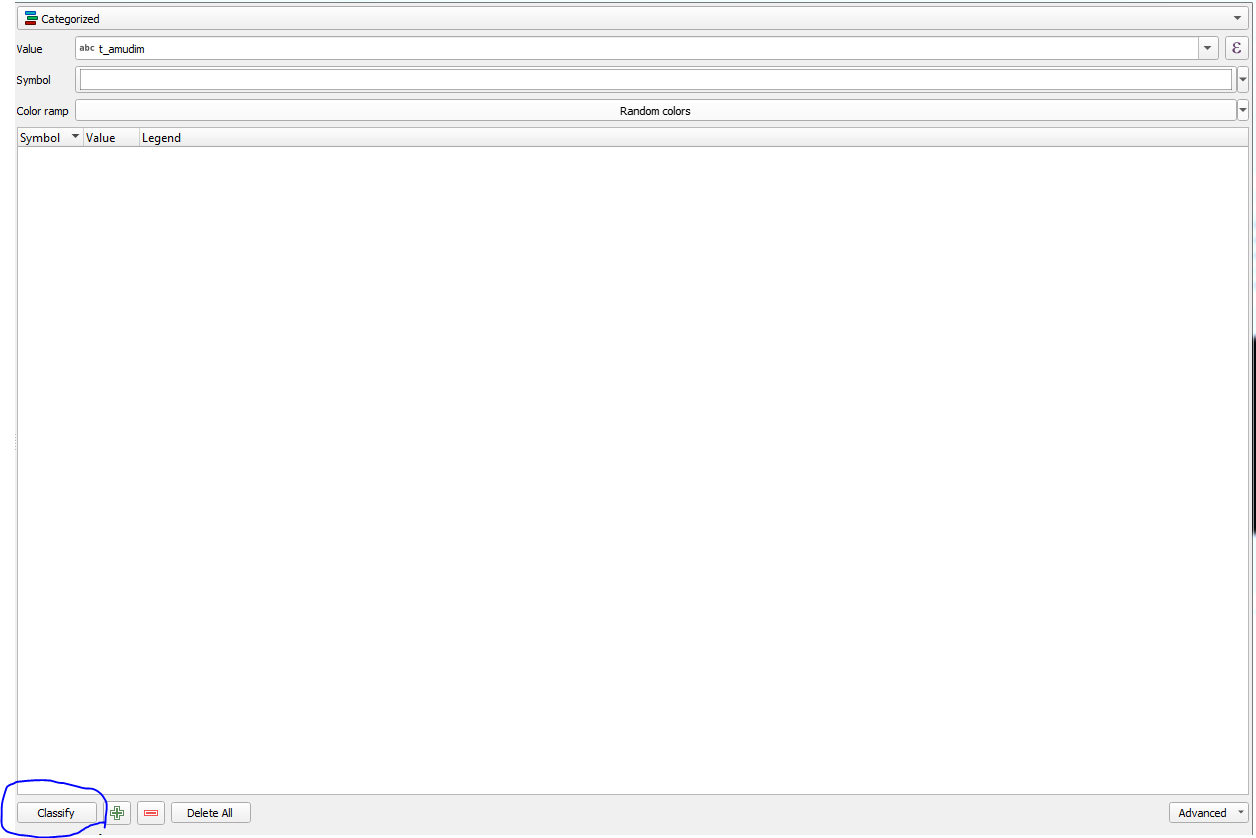 Categorized
Value abc t_amudim ε
Symbol
Color ramp Random colors
Symbol Value Legend
Classify Delete All Advanced